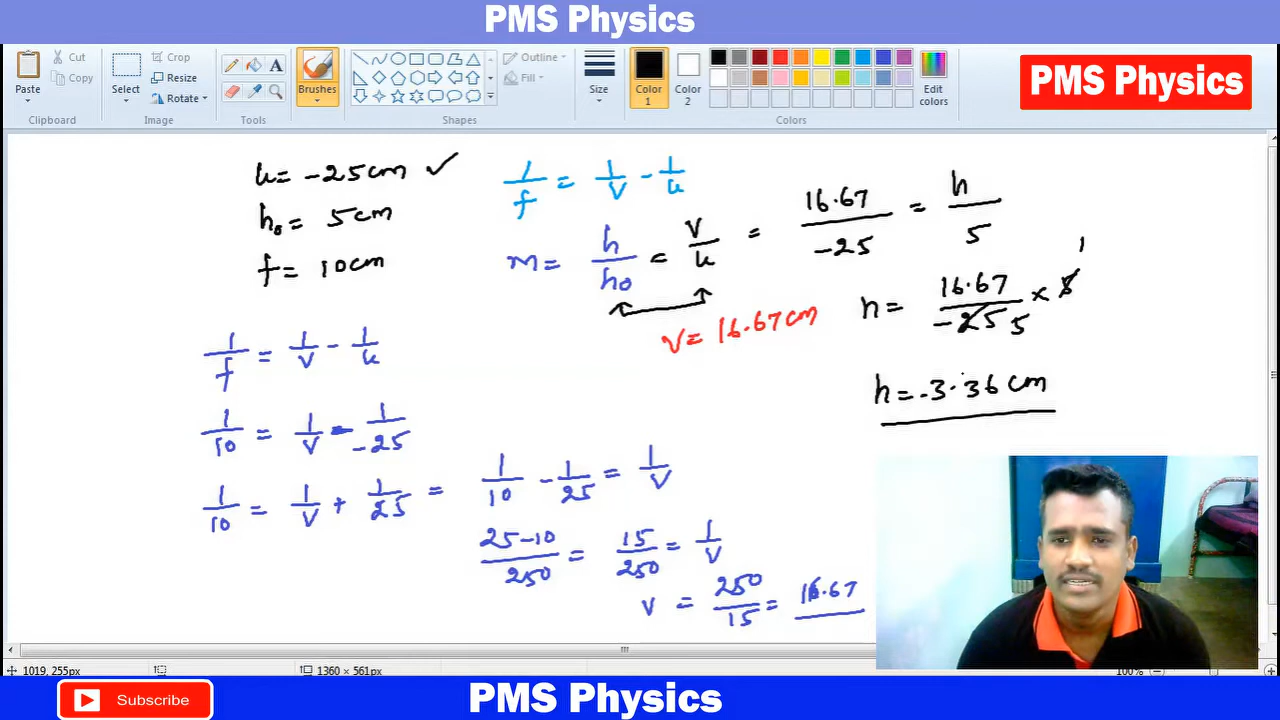 PMS Physics
Cut
Copy
Paste
Clipboard
Select
Crop
Resize
Rotate
Image
A
Tools
Brushes
Shapes
Outline
Fill
Size
Color 1
Color 2
Edit colors
Colors
PMS Physics
u = -25cm ✓
h₀ = 5cm
f = 10cm
1/f = 1/v - 1/u
m = h/h₀ = v/u = 16.67/-25 = h/5
v = 16.67cm
h = 16.67/-25 5 × 5 1
h = -3.36 cm
1/f = 1/v - 1/u
1/10 = 1/v - 1/-25
1/10 = 1/v + 1/25 = 1/10 - 1/25 = 1/v
25-10/250 = 15/250 = 1/v
v = 250/15 = 16.67
1019, 255px
1360 × 561px
100%
Subscribe
PMS Physics